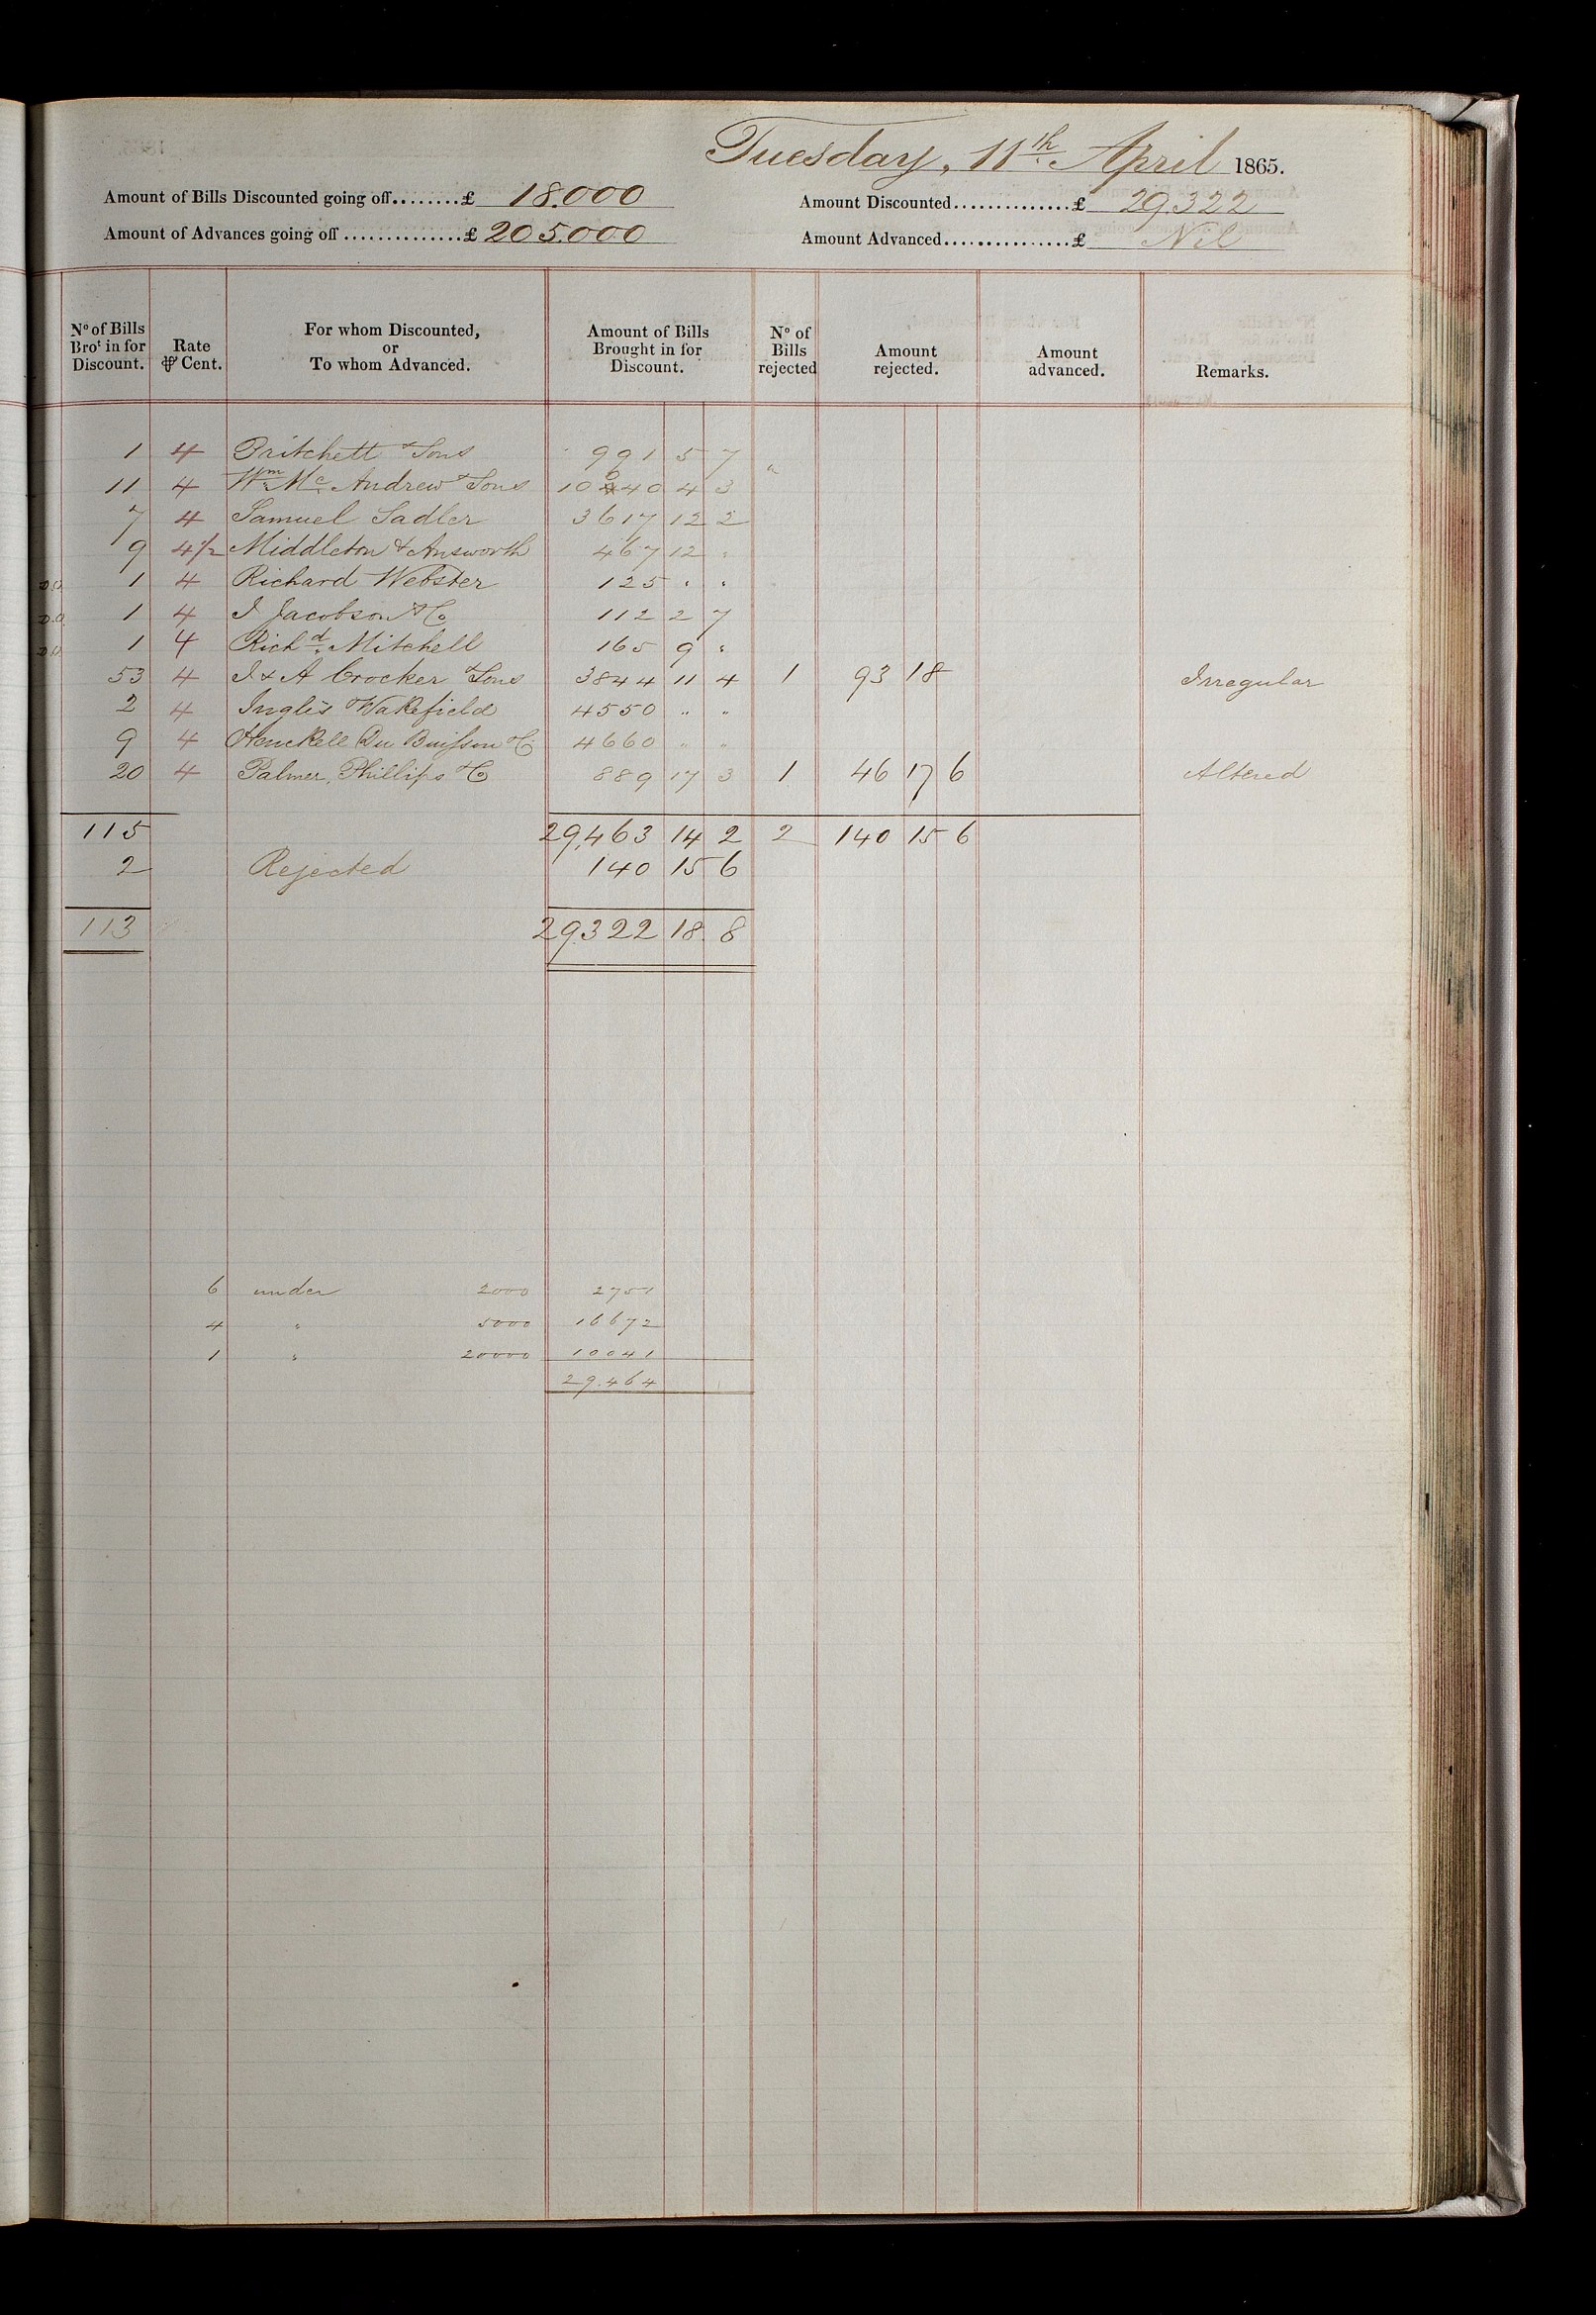 Tuesday, 11th April 1865.
Amount of Bills Discounted going off........£ 18.000 Amount Discounted..............£ 29322
Amount of Advances going off ..............£ 205.000 Amount Advanced...............£ Nil
No of Bills Brot in for Discount. Rate ⅌ Cent. For whom Discounted, or To whom Advanced. Amount of Bills Brought in for Discount. No of Bills rejected Amount rejected. Amount advanced. Remarks.
1 4 Pritchett & Sons 991 5 7 "
11 4 Wm Mc Andrew & Sons 10040 4 3
7 4 Samuel Sadler 3617 12 2
9 4½ Middleton & Answorth 467 12 "
1 4 Richard Webster 125 " "
1 4 I Jacobson & Co 112 2 7
1 4 Richd Mitchell 165 9 "
53 4 I & A Crocker & Sons 3844 11 4 1 93 18 Irregular
2 4 Inglis Wakefield 4550 " "
9 4 Henckell Du Buisson & Co 4660 " "
20 4 Palmer, Phillips & Co 889 17 3 1 46 17 6 Altered
115 29,463 14 2 2 140 15 6
2 Rejected 140 15 6
113 29.322 18 8
6 under 2000 2751
4 " 5000 16672
1 " 20000 10041
29.464